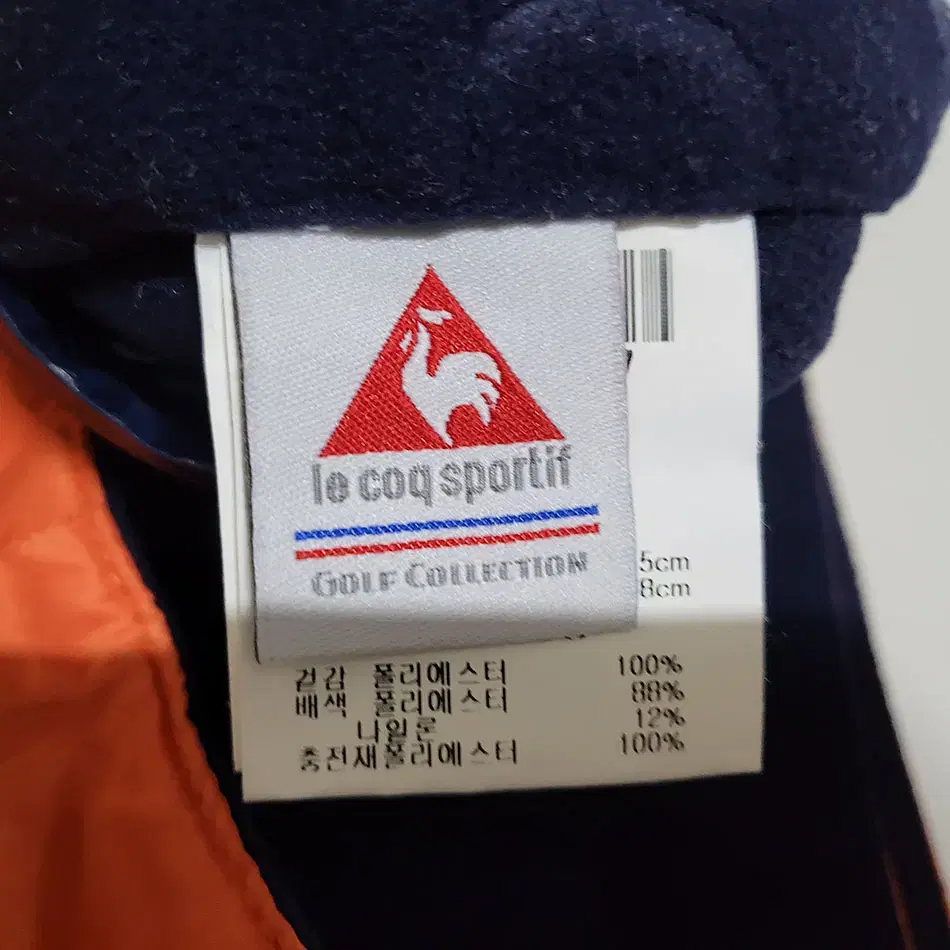 le coq sportif
GOLF COLLECTION
5cm
8cm
겉감 폴리에스터 100%
배색 폴리에스터 88%
나일론 12%
충전재폴리에스터 100%